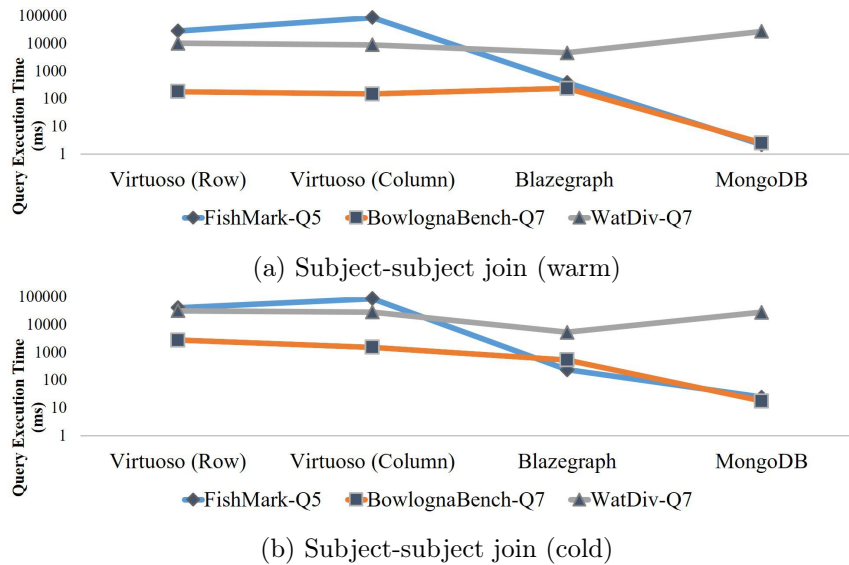 Query Execution Time
(ms)
100000
10000
1000
100
10
1
Virtuoso (Row) Virtuoso (Column) Blazegraph MongoDB
FishMark-Q5 BowlognaBench-Q7 WatDiv-Q7
(a) Subject-subject join (warm)
Query Execution Time
(ms)
100000
10000
1000
100
10
1
Virtuoso (Row) Virtuoso (Column) Blazegraph MongoDB
FishMark-Q5 BowlognaBench-Q7 WatDiv-Q7
(b) Subject-subject join (cold)